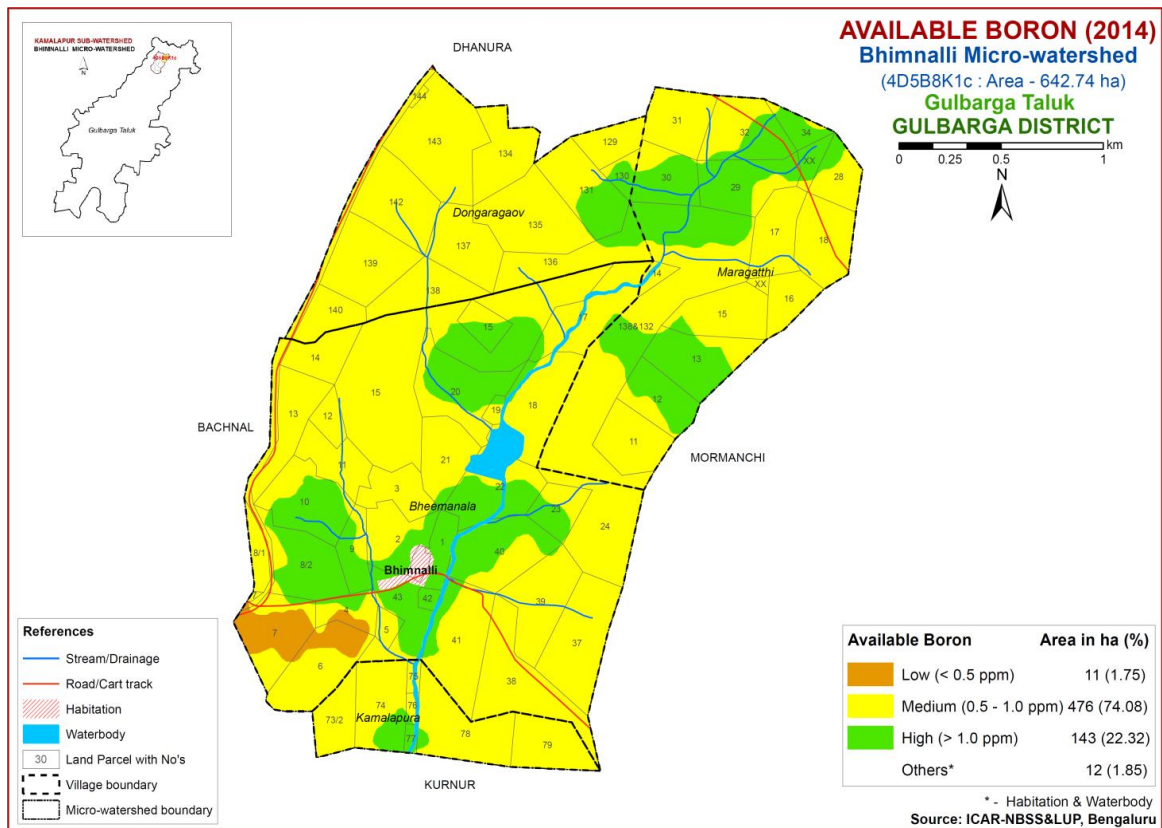 KAMALAPUR SUB-WATERSHED
BHIMNALLI MICRO-WATERSHED
N
Gulbarga Taluk
DHANURA
AVAILABLE BORON (2014)
Bhimnalli Micro-watershed
(4D5B8K1c : Area - 642.74 ha)
Gulbarga Taluk
GULBARGA DISTRICT
0 0.25 0.5 1 km
N
144
143
134
129
31
32
34
XX
28
130
30
29
131
142
Dongaragaov
135
137
136
17
18
139
138
14
Maragatthi
XX
16
140
17
15
15
136&132
13
14
15
20
12
13
12
19
18
11
BACHNAL
MORMANCHI
11
21
3
22
Bheemanala
10
23
24
2
1
9
40
8/1
8/2
Bhimnalli
43
42
39
4
7
5
41
37
6
75
38
74
76
73/2
Kamalapura
77
78
79
KURNUR
References
Stream/Drainage
Road/Cart track
Habitation
Waterbody
30 Land Parcel with No's
Village boundary
Micro-watershed boundary
Available Boron Area in ha (%)
Low (< 0.5 ppm) 11 (1.75)
Medium (0.5 - 1.0 ppm) 476 (74.08)
High (> 1.0 ppm) 143 (22.32)
Others* 12 (1.85)
* - Habitation & Waterbody
Source: ICAR-NBSS&LUP, Bengaluru